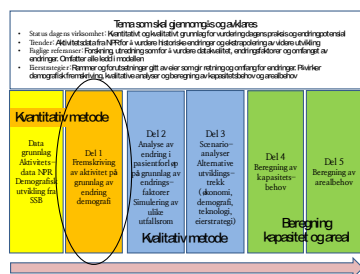 Tema som skal gjennomgås og avklares
• Status dagens virksomhet: Kvantitativt og kvalitativt grunnlag for vurdering dagens praksis og endringspotensial
• Trender: Aktivitetsdata fra NPR for å vurdere historiske endringer og ekstrapolering av videre utvikling
• Faglige referanser: Forskning, utredning som for å vurdere datakvalitet, endringsfaktorer og omfanget av
endringer. Omfatter alle ledd i modellen
• Eierstrategier: Rammer og forutsetninger gitt av eier som gir retning og omfang for endringer. Påvirker
demografisk framskriving, kvalitative analyser og beregning av kapasitetsbehov og arealbehov
Kvantitativ metode
Data
grunnlag
Aktivitets–
data NPR
Demografisk
utvikling fra
SSB
Del 1
Fremskriving
av aktivitet på
grunnlag av
endring
demografi
Del 2
Analyse av
endring i
pasientforløp
på grunnlag av
endrings–
faktorer
Simulering av
ulike
utfallsrom
Del 3
Scenario–
analyser
Alternative
utviklings–
trekk
(økonomi,
demografi,
teknologi,
eierstrategi)
Kvalitativ metode
Del 4
Beregning av
kapasitets–
behov
Del 5
Beregning av
arealbehov
Beregning
kapasitet og areal